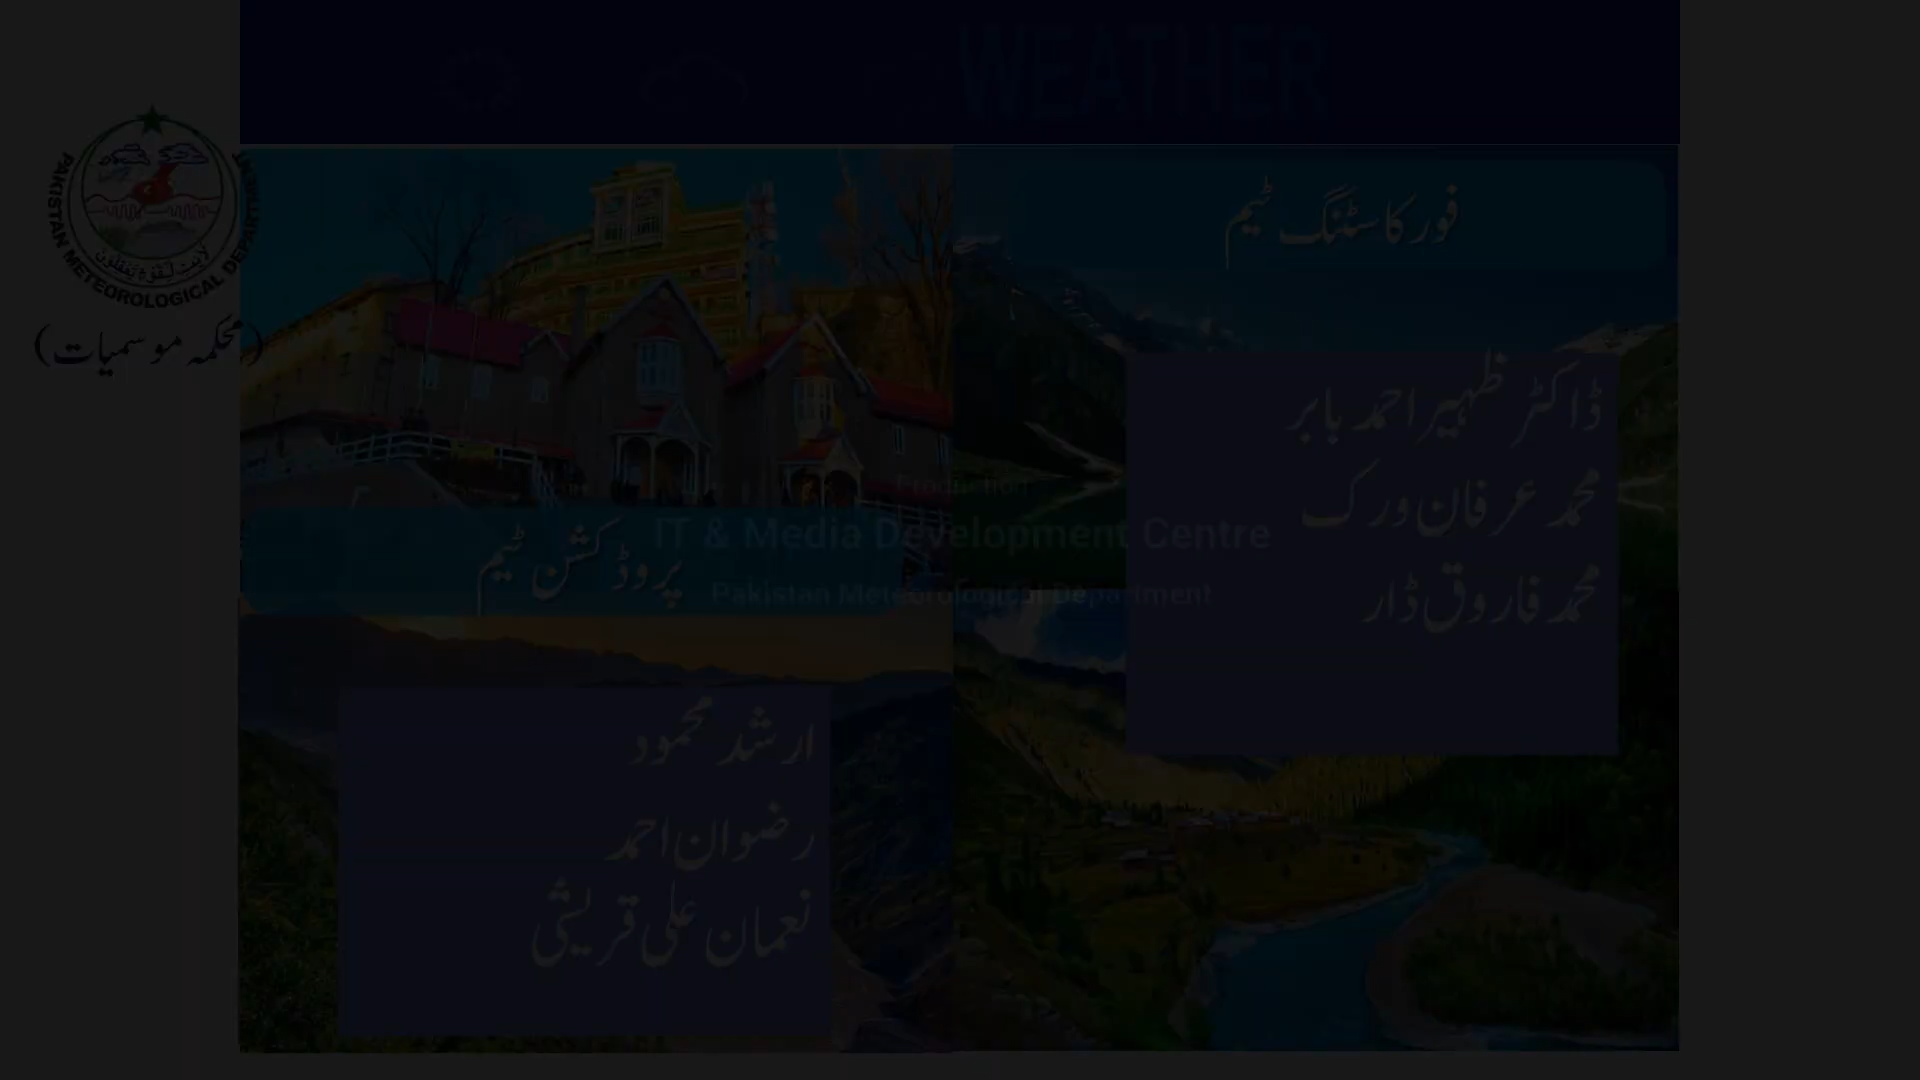 WEATHER
PAKISTAN METEOROLOGICAL DEPARTMENT
(محکمہ موسمیات)
فورکاسٹنگ ٹیم
ڈاکٹر ظہیر احمد بابر
محمد عرفان ورک
محمد فاروق ڈار
Production
IT & Media Development Centre
Pakistan Meteorological Department
پروڈکشن ٹیم
ارشد محمود
رضوان احمد
نعمان علی قریشی